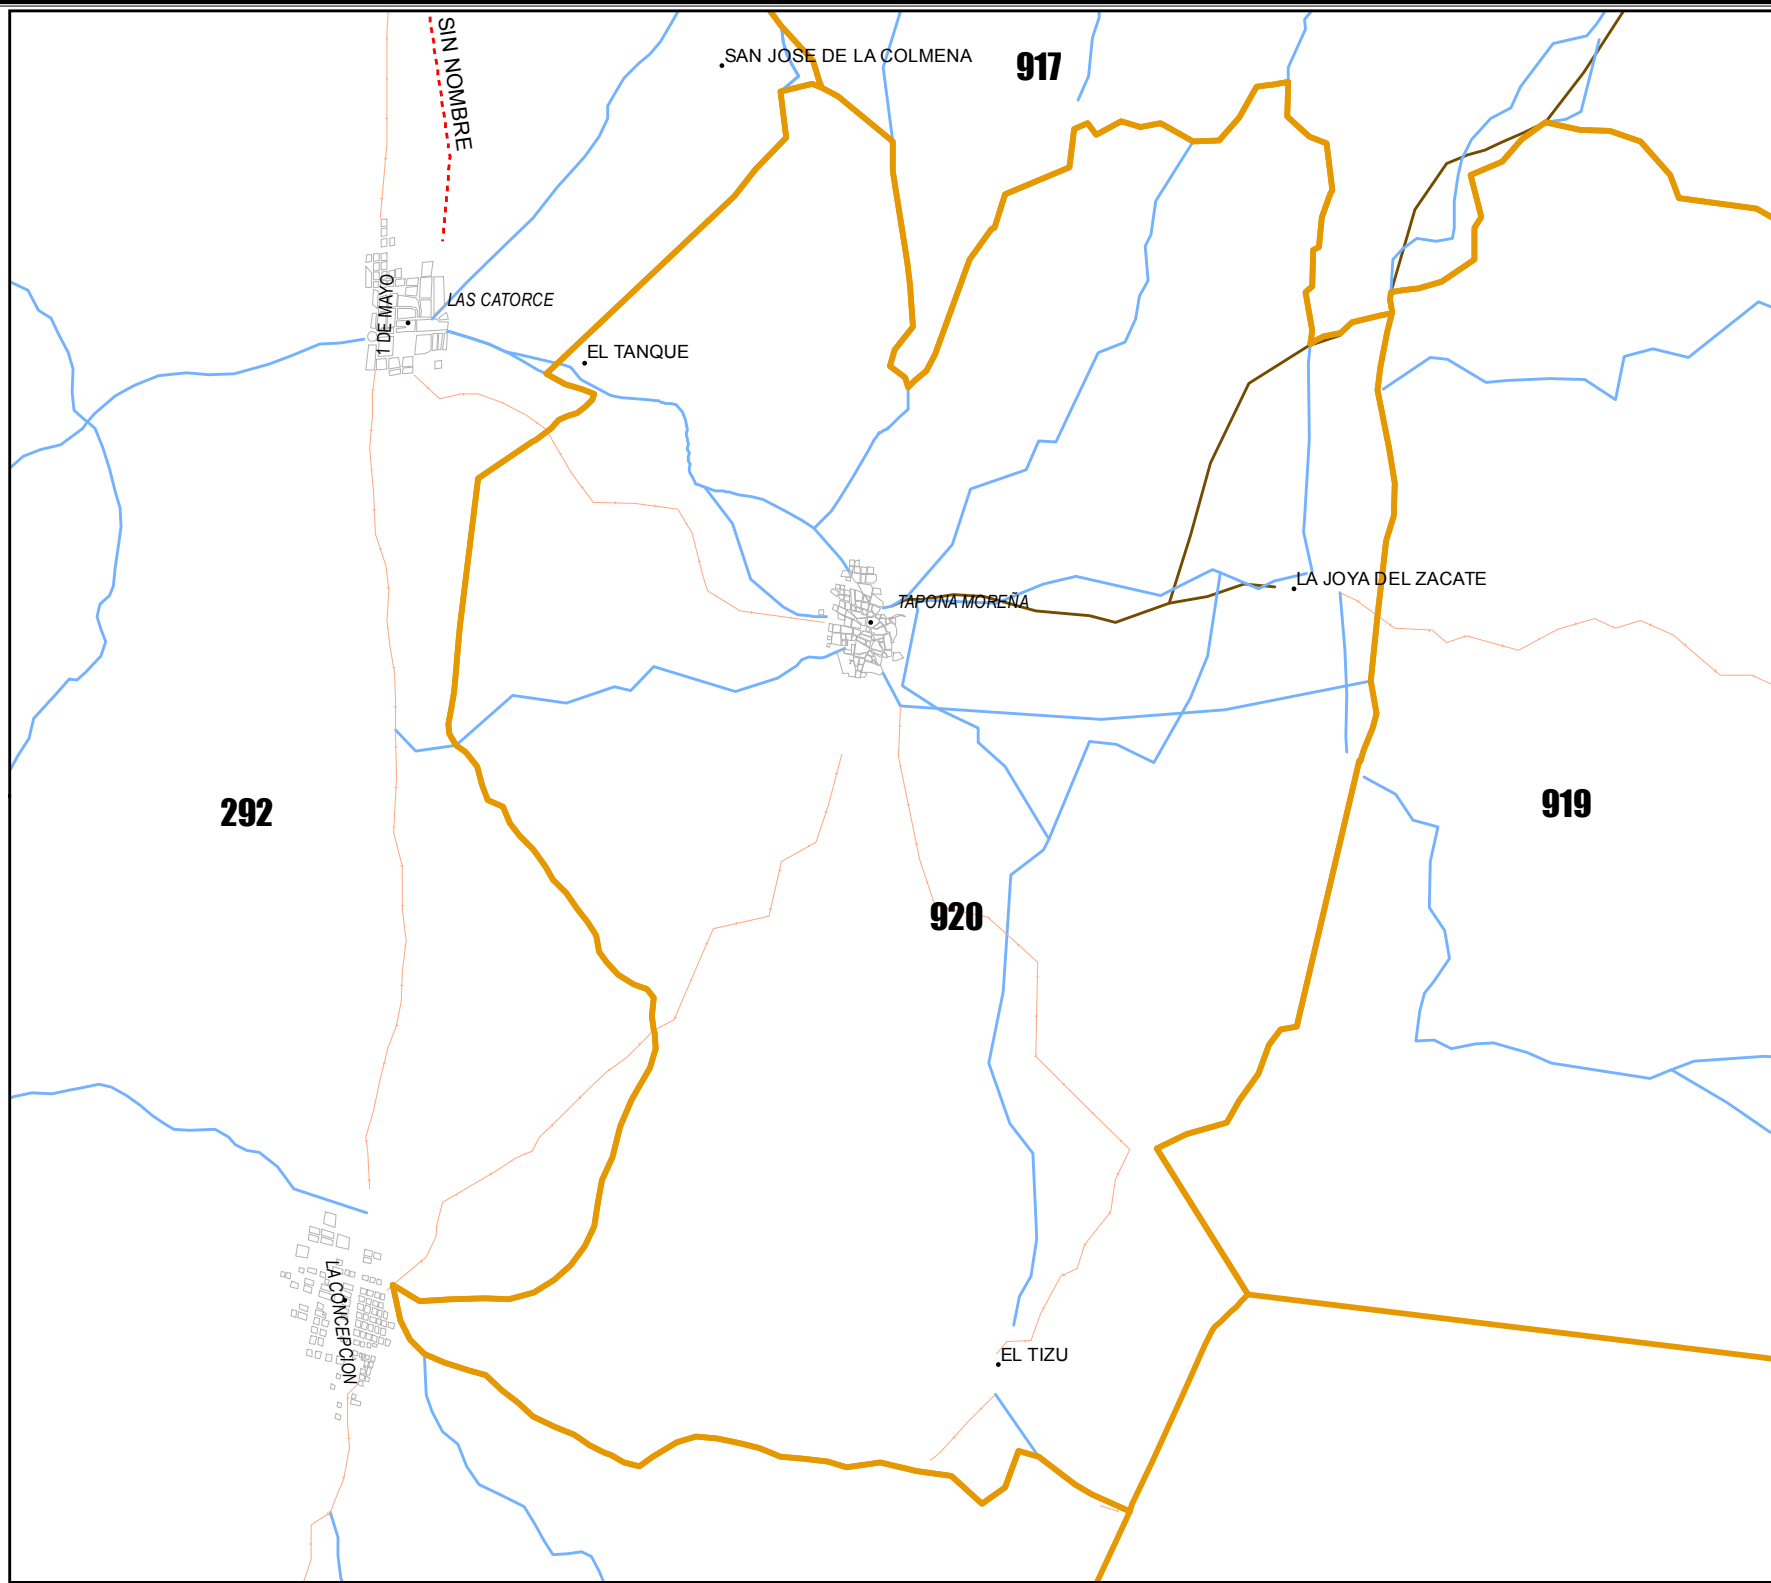 SIN NOMBRE
SAN JOSE DE LA COLMENA
917
1 DE MAYO
LAS CATORCE
EL TANQUE
LA JOYA DEL ZACATE
TAPONA MOREÑA
292
919
920
LA CONCEPCION
EL TIZU